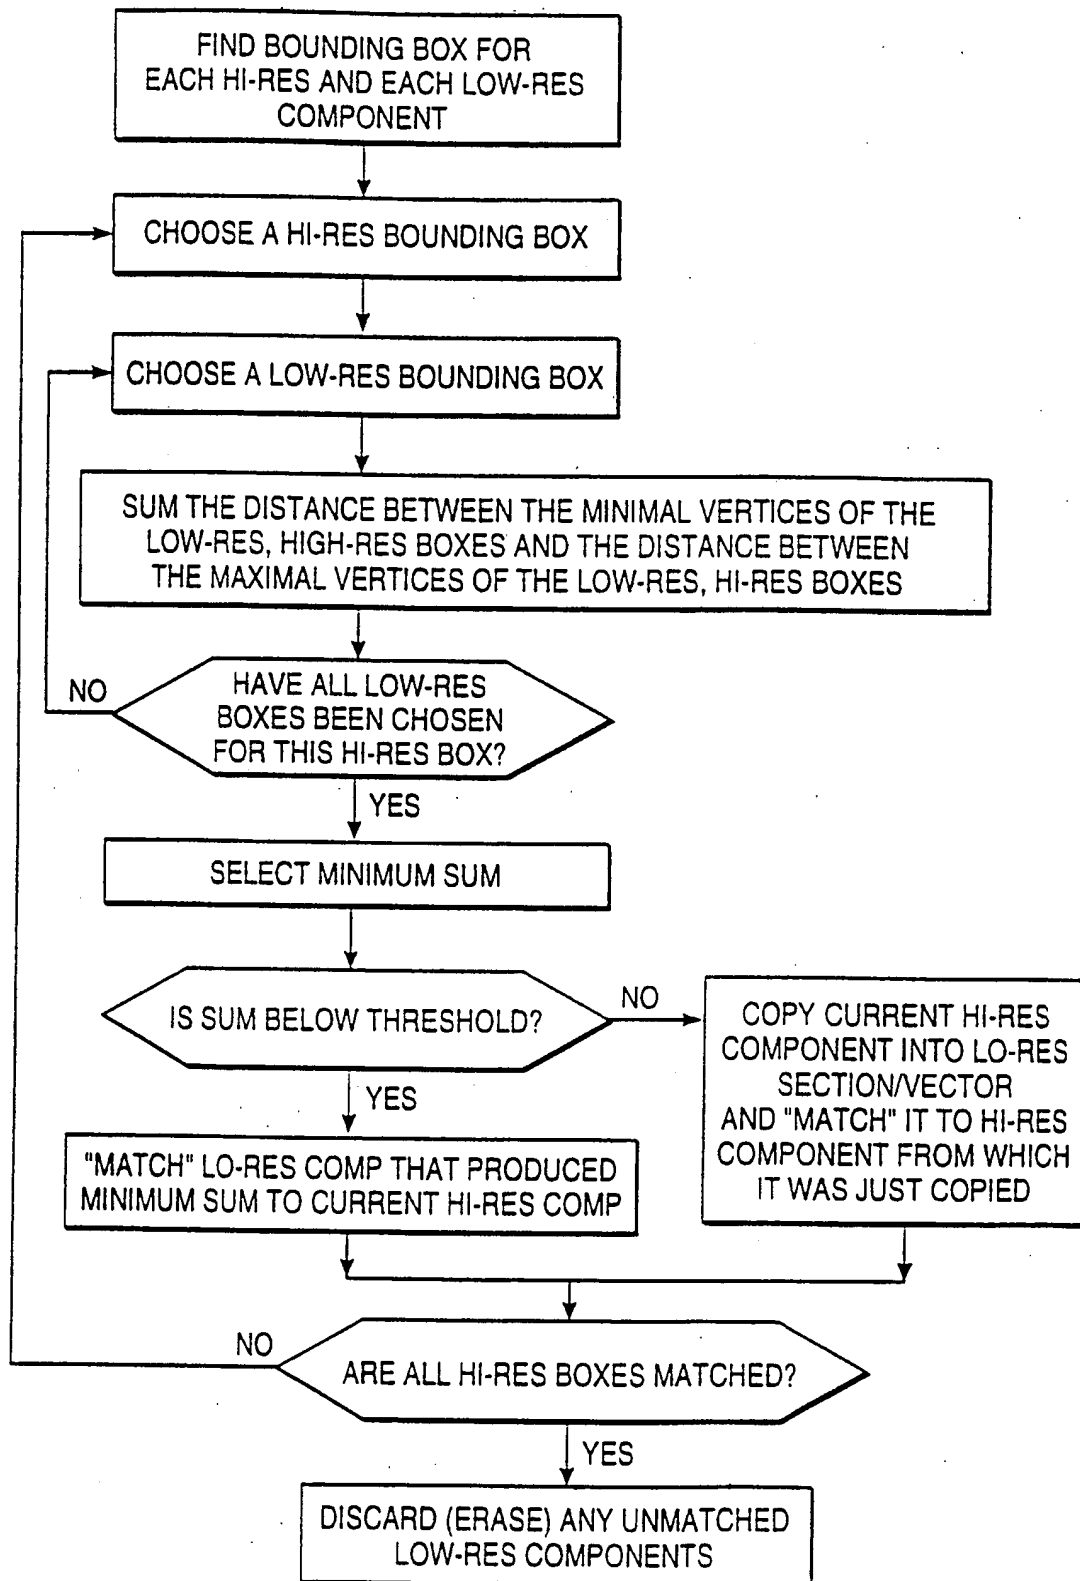 FIND BOUNDING BOX FOR
EACH HI-RES AND EACH LOW-RES
COMPONENT
CHOOSE A HI-RES BOUNDING BOX
CHOOSE A LOW-RES BOUNDING BOX
SUM THE DISTANCE BETWEEN THE MINIMAL VERTICES OF THE
LOW-RES, HIGH-RES BOXES AND THE DISTANCE BETWEEN
THE MAXIMAL VERTICES OF THE LOW-RES, HI-RES BOXES
NO
HAVE ALL LOW-RES
BOXES BEEN CHOSEN
FOR THIS HI-RES BOX?
YES
SELECT MINIMUM SUM
IS SUM BELOW THRESHOLD?
NO
COPY CURRENT HI-RES
COMPONENT INTO LO-RES
SECTION/VECTOR
AND "MATCH" IT TO HI-RES
COMPONENT FROM WHICH
IT WAS JUST COPIED
YES
"MATCH" LO-RES COMP THAT PRODUCED
MINIMUM SUM TO CURRENT HI-RES COMP
NO
ARE ALL HI-RES BOXES MATCHED?
YES
DISCARD (ERASE) ANY UNMATCHED
LOW-RES COMPONENTS